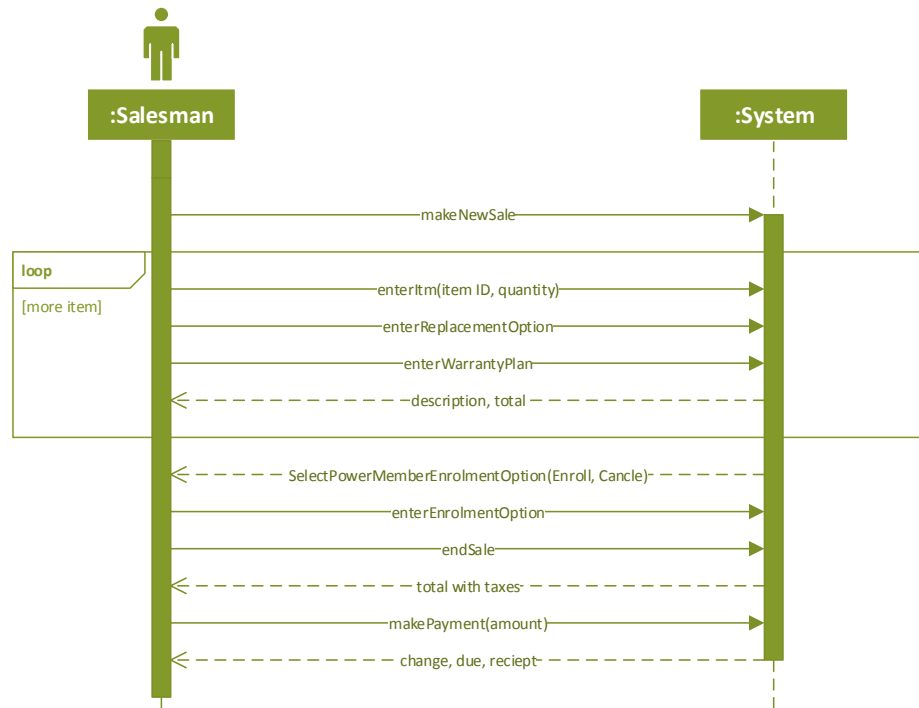 :Salesman
:System
makeNewSale
loop
[more item]
enterItm(item ID, quantity)
enterReplacementOption
enterWarrantyPlan
description, total
SelectPowerMemberEnrolmentOption(Enroll, Cancle)
enterEnrolmentOption
endSale
total with taxes
makePayment(amount)
change, due, reciept